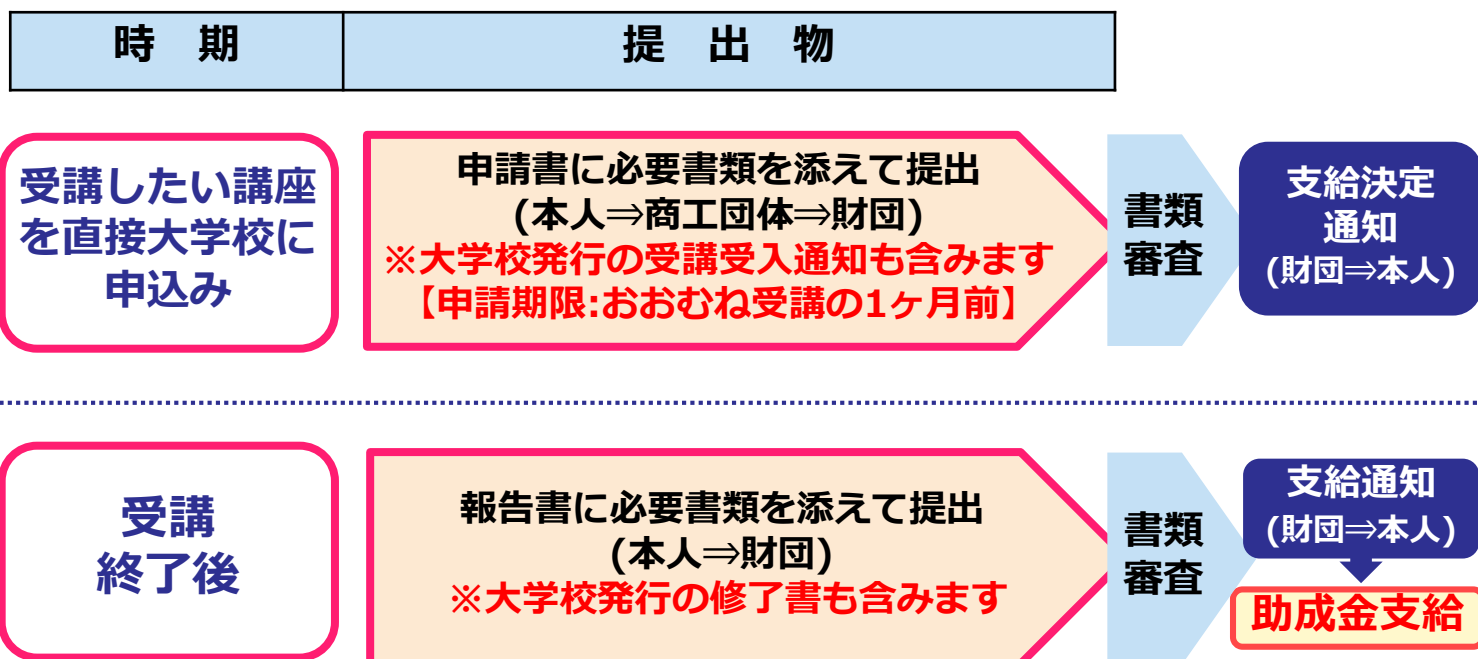 時　期
提　出　物
受講したい講座
を直接大学校に
申込み
申請書に必要書類を添えて提出
(本人⇒商工団体⇒財団)
※大学校発行の受講受入通知も含みます
【申請期限:おおむね受講の1ヶ月前】
書類
審査
支給決定
通知
(財団⇒本人)
受講
終了後
報告書に必要書類を添えて提出
(本人⇒財団)
※大学校発行の修了書も含みます
書類
審査
支給通知
(財団⇒本人)
助成金支給